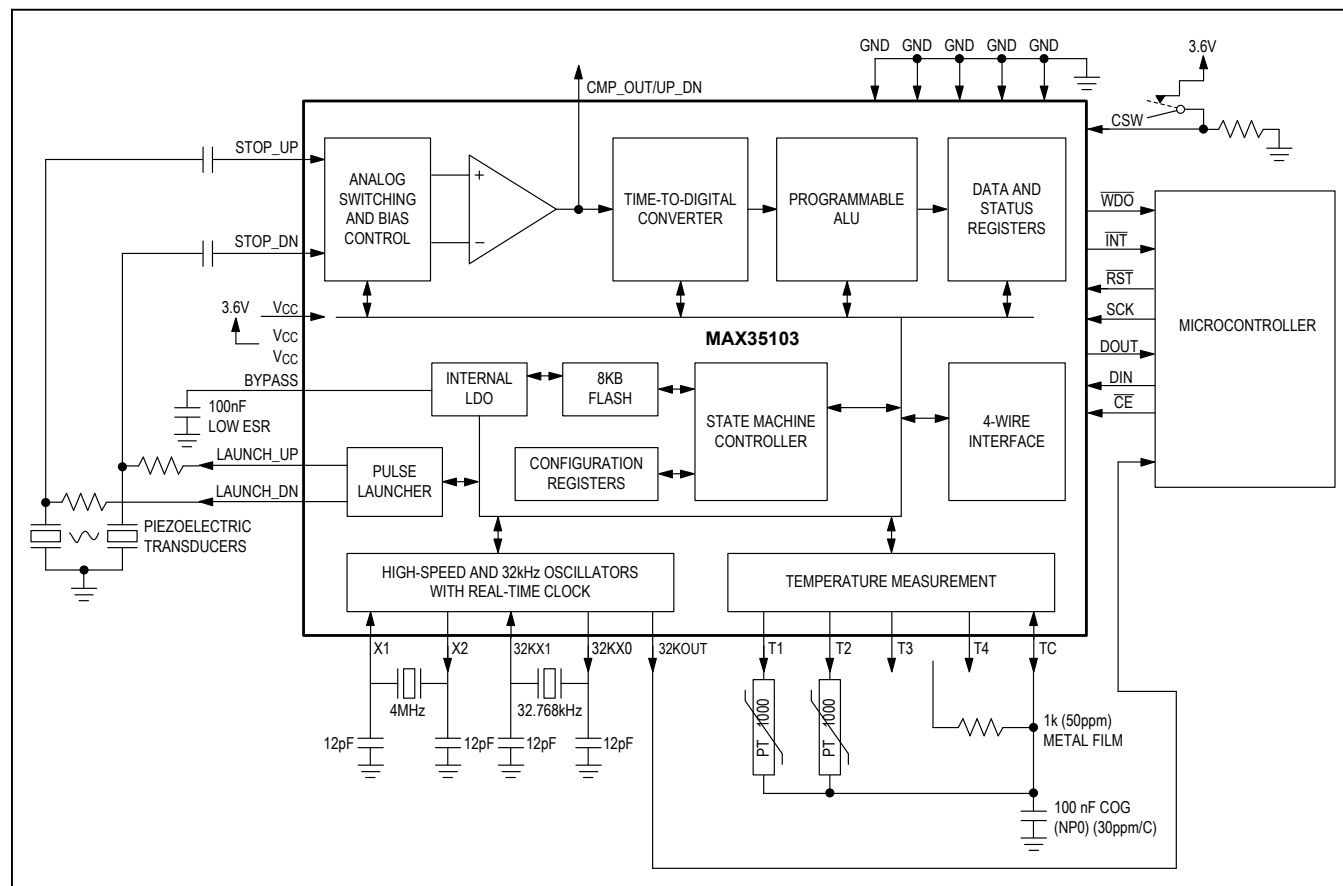 GND GND GND GND GND
3.6V
CMP_OUT/UP_DN
CSW
STOP_UP
ANALOG
SWITCHING
AND BIAS
CONTROL
+
−
TIME-TO-DIGITAL
CONVERTER
PROGRAMMABLE
ALU
DATA AND
STATUS
REGISTERS
STOP_DN
WDO
INT
RST
SCK
DOUT
DIN
CE
MICROCONTROLLER
3.6V
VCC
VCC
VCC
MAX35103
BYPASS
100nF
LOW ESR
INTERNAL
LDO
8KB
FLASH
STATE MACHINE
CONTROLLER
4-WIRE
INTERFACE
LAUNCH_UP
LAUNCH_DN
PULSE
LAUNCHER
CONFIGURATION
REGISTERS
PIEZOELECTRIC
TRANSDUCERS
HIGH-SPEED AND 32kHz OSCILLATORS
WITH REAL-TIME CLOCK
TEMPERATURE MEASUREMENT
X1 X2 32KX1 32KX0 32KOUT T1 T2 T3 T4 TC
4MHz
32.768kHz
12pF 12pF 12pF 12pF
PT 1000
PT 1000
1k (50ppm)
METAL FILM
100 nF COG
(NP0) (30ppm/C)